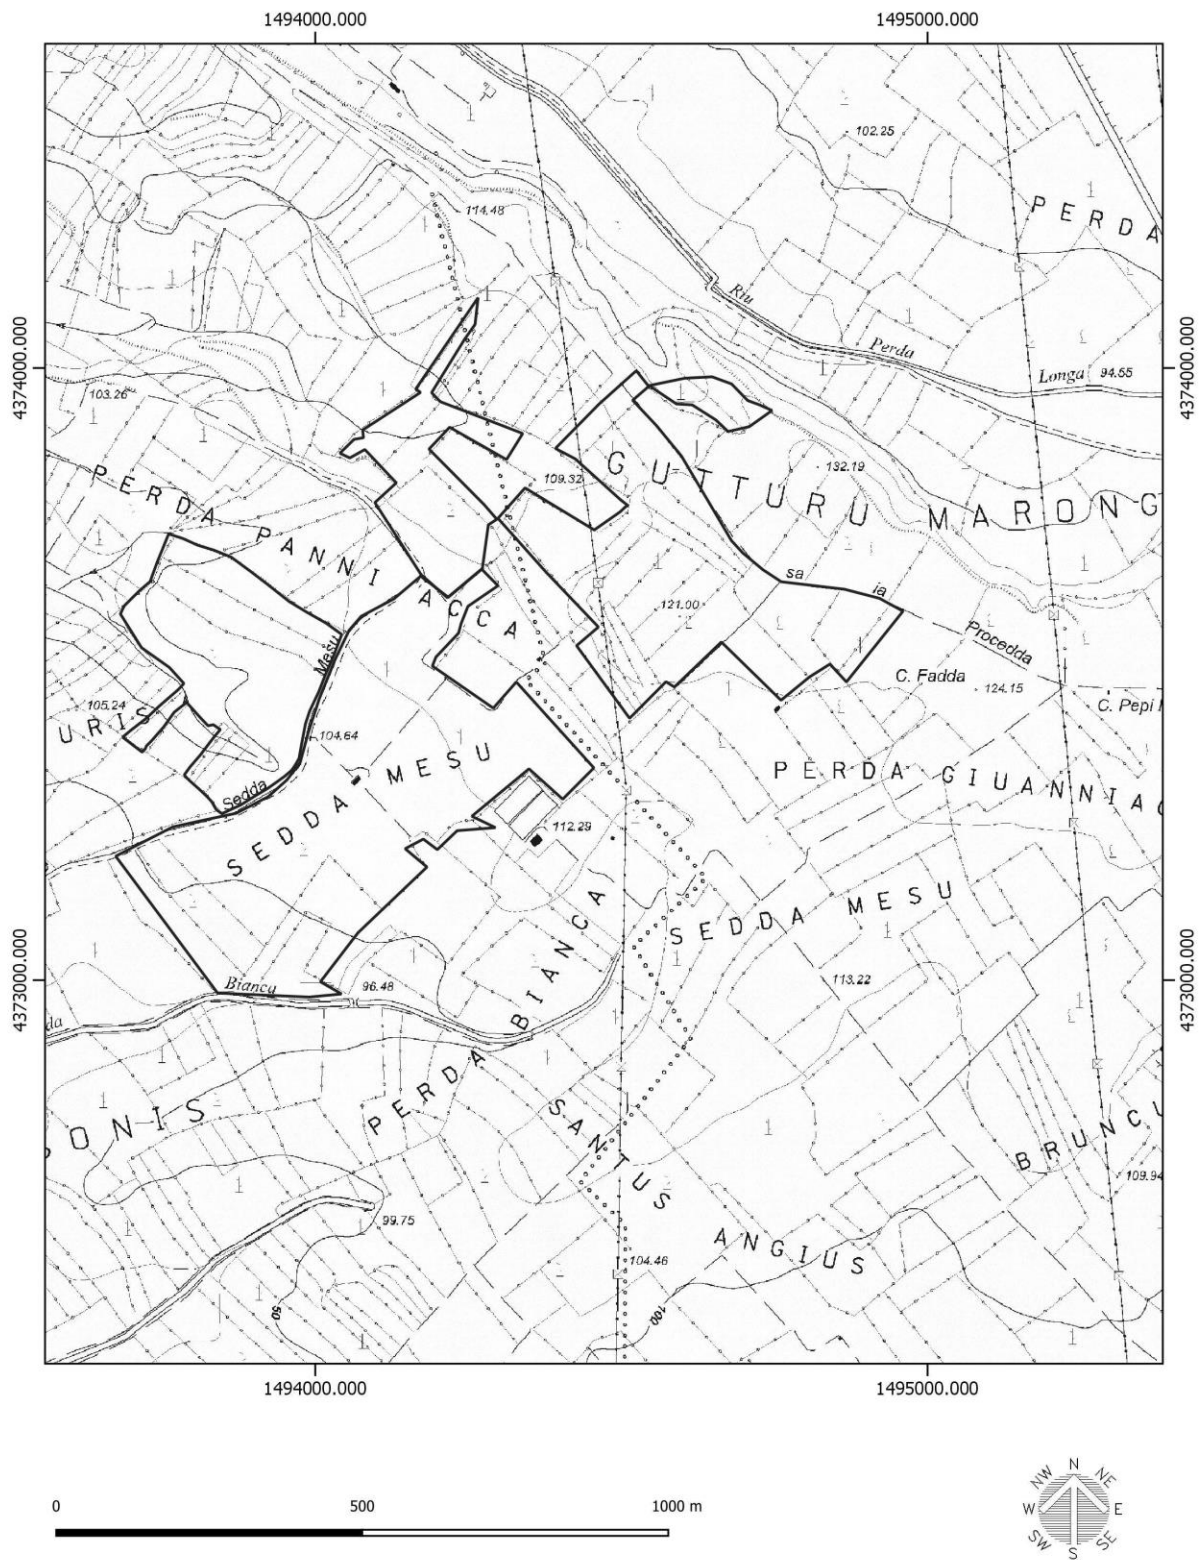 1494000.000
1495000.000
102.25
PERDA
114.48
Riu
Perda
Longa 94.55
4374000.000
4374000.000
103.26
109.32
132.19
GUTTURU MARONG
PERDA PANNIACCA
sa
ia
121.00
Procedda
Mesu
C. Fadda
124.15
105.24
C. Pepi
URIS
104.64
SEDDA MESU
PERDA GIUANNIAC
Sedda
112.29
SEDDA MESU
PERDA BIANCA
113.22
Bianca
96.48
4373000.000
4373000.000
da
ONIS
SANTUS ANGIUS
BRUNCU
109.94
99.75
104.46
50
100
1494000.000
1495000.000
0 500 1000 m
N
NW NE
W E
SW SE
S